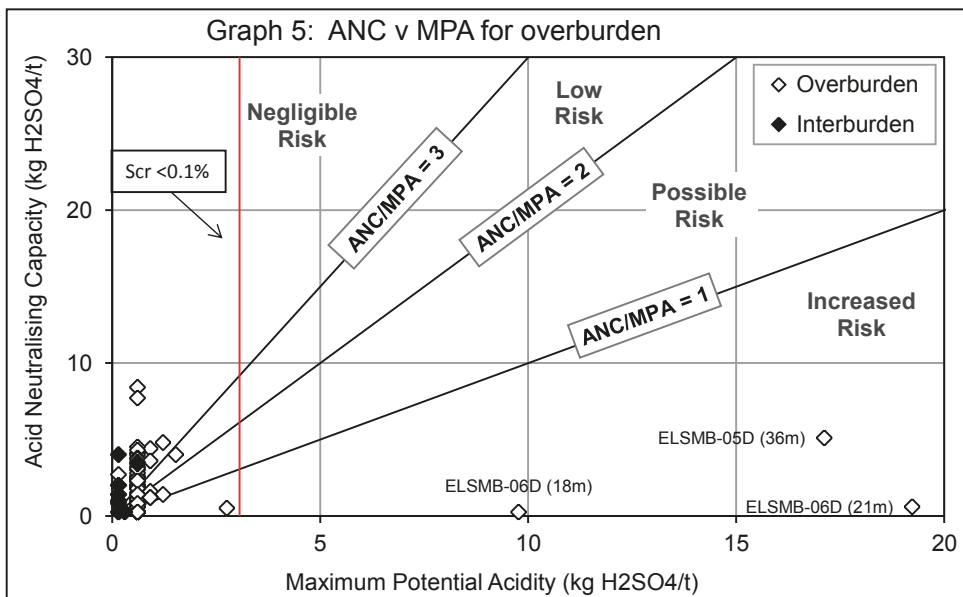 Graph 5: ANC v MPA for overburden
Acid Neutralising Capacity (kg H2SO4/t)
30
20
10
0
Negligible
Risk
Low
Risk
Overburden
Interburden
Scr <0.1%
ANC/MPA = 3
ANC/MPA = 2
Possible
Risk
ANC/MPA = 1
Increased
Risk
ELSMB-05D (36m)
ELSMB-06D (18m)
ELSMB-06D (21m)
0
5
10
15
20
Maximum Potential Acidity (kg H2SO4/t)